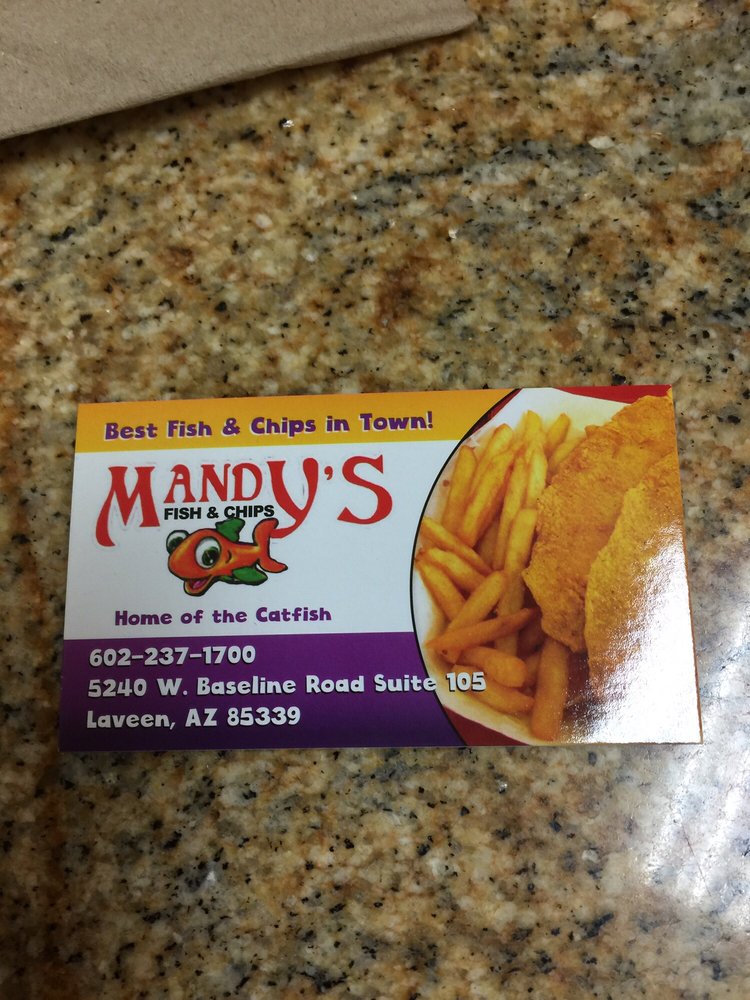 Best Fish & Chips in Town!
MANDY'S
FISH & CHIPS
Home of the Catfish
602-237-1700
5240 W. Baseline Road Suite 105
Laveen, AZ 85339